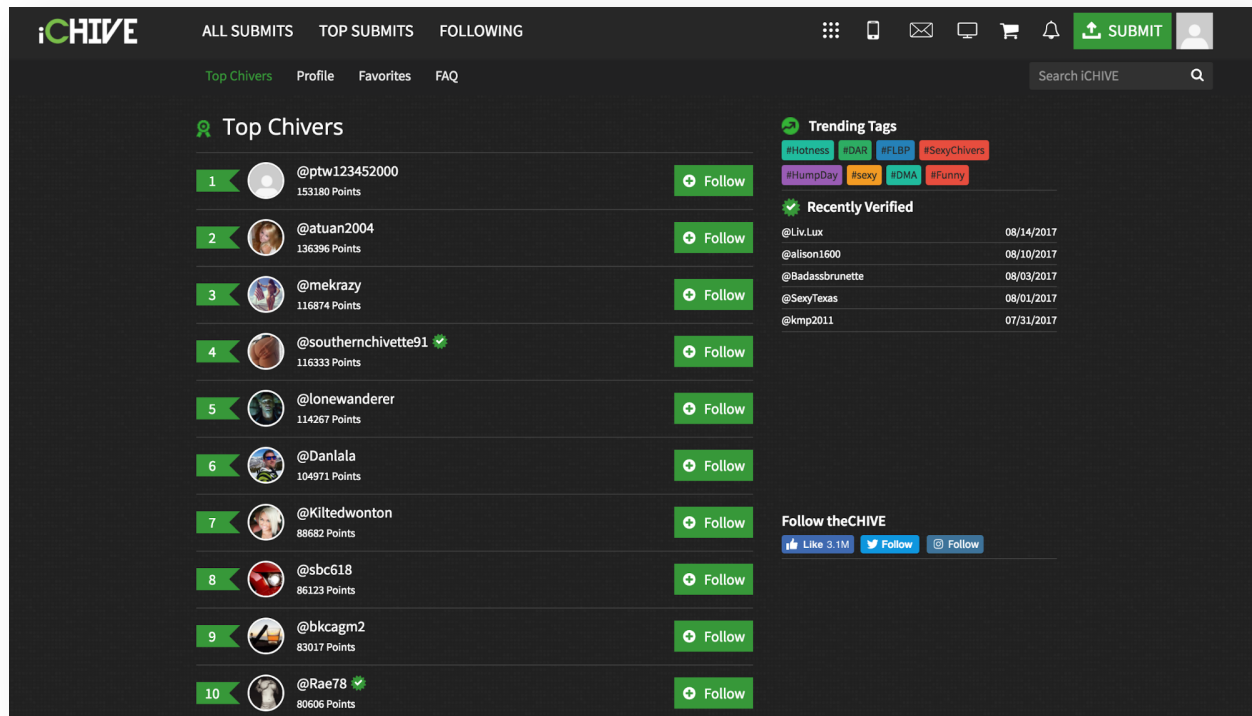 iCHIVE
ALL SUBMITS TOP SUBMITS FOLLOWING
SUBMIT
Top Chivers Profile Favorites FAQ
Search iCHIVE
Top Chivers
1 @ptw123452000
153180 Points
Follow
2 @atuan2004
136396 Points
Follow
3 @mekrazy
116874 Points
Follow
4 @southernchivette91
116333 Points
Follow
5 @lonewanderer
114267 Points
Follow
6 @Danlala
104971 Points
Follow
7 @Kiltedwonton
88682 Points
Follow
8 @sbc618
86123 Points
Follow
9 @bkcagm2
83017 Points
Follow
10 @Rae78
80606 Points
Follow
Trending Tags
#Hotness #DAR #FLBP #SexyChivers
#HumpDay #sexy #DMA #Funny
Recently Verified
@Liv.Lux 08/14/2017
@alison1600 08/10/2017
@Badassbrunette 08/03/2017
@SexyTexas 08/01/2017
@kmp2011 07/31/2017
Follow theCHIVE
Like 3.1M Follow Follow